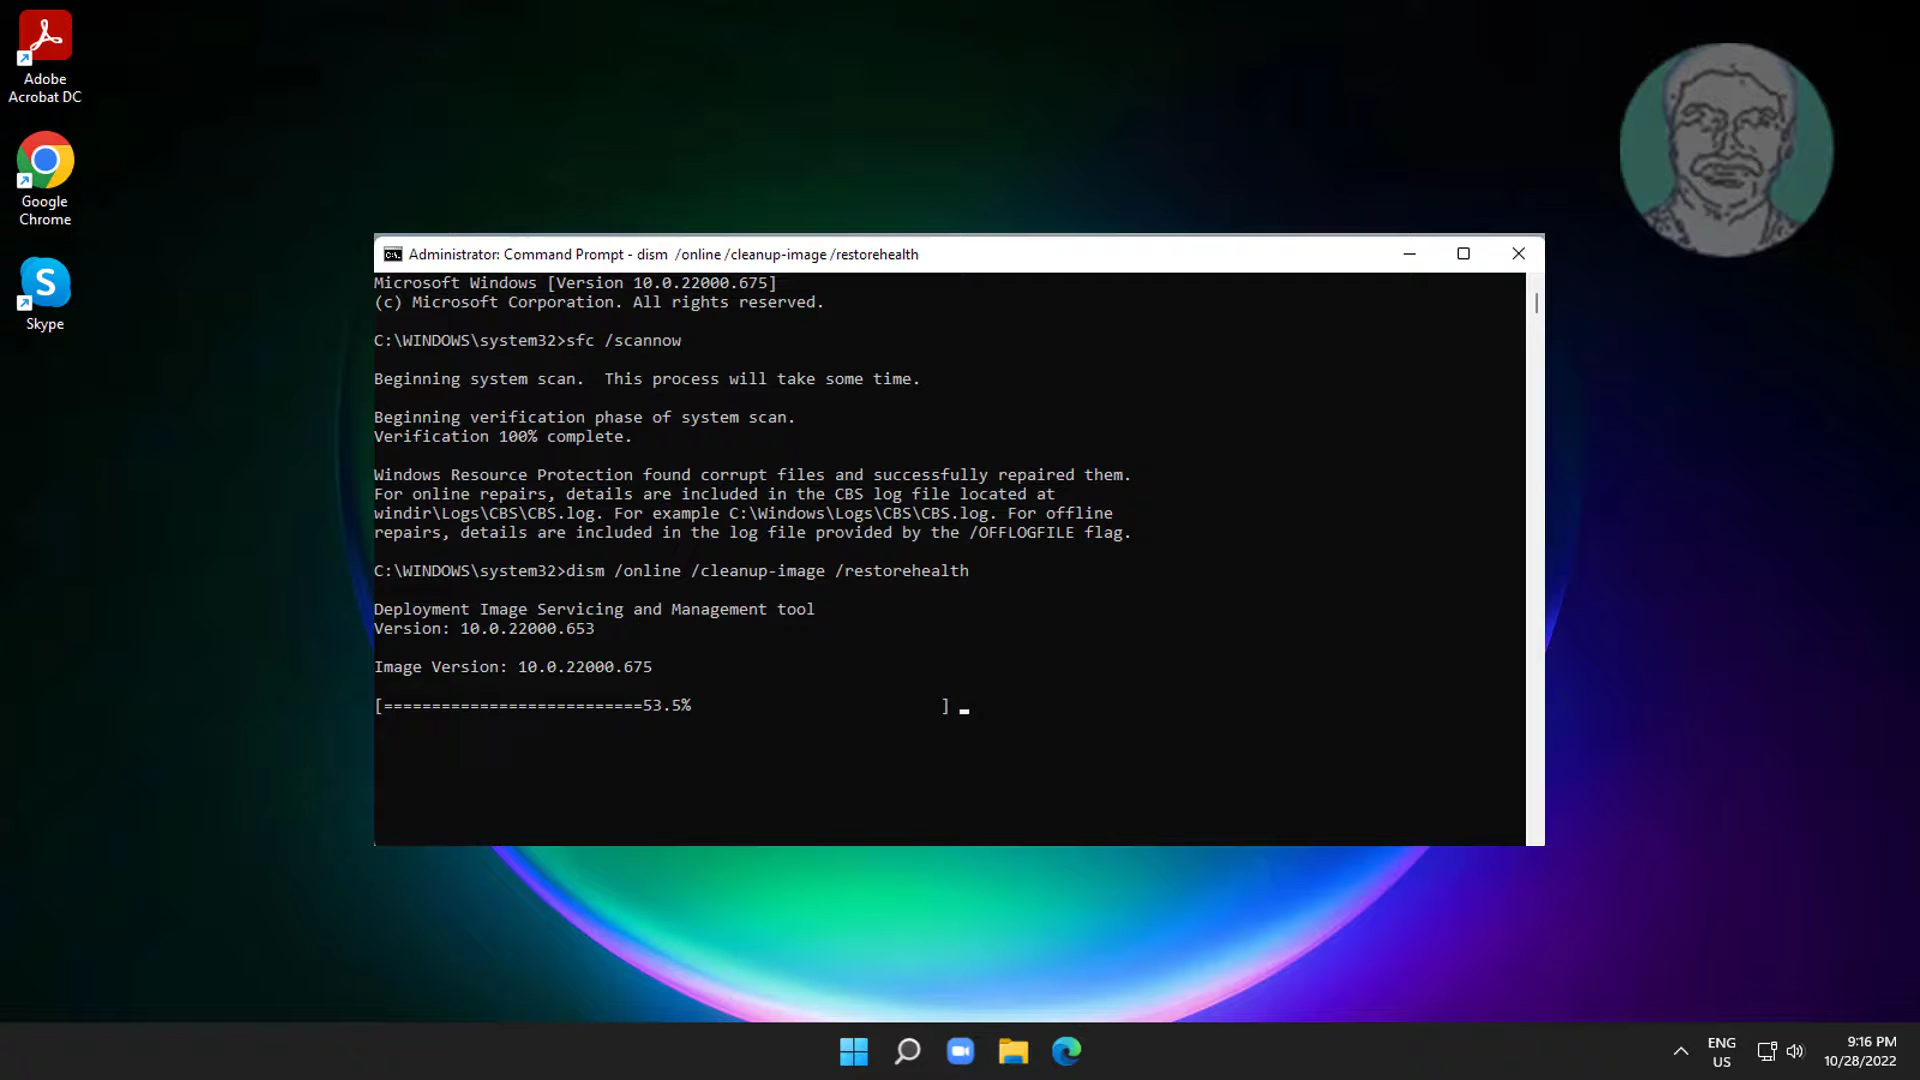 Adobe
Acrobat DC
Google
Chrome
Skype
Administrator: Command Prompt - dism  /online /cleanup-image /restorehealth
Microsoft Windows [Version 10.0.22000.675]
(c) Microsoft Corporation. All rights reserved.
C:\WINDOWS\system32>sfc /scannow
Beginning system scan.  This process will take some time.
Beginning verification phase of system scan.
Verification 100% complete.
Windows Resource Protection found corrupt files and successfully repaired them.
For online repairs, details are included in the CBS log file located at
windir\Logs\CBS\CBS.log. For example C:\Windows\Logs\CBS\CBS.log. For offline
repairs, details are included in the log file provided by the /OFFLOGFILE flag.
C:\WINDOWS\system32>dism /online /cleanup-image /restorehealth
Deployment Image Servicing and Management tool
Version: 10.0.22000.653
Image Version: 10.0.22000.675
[===========================53.5%                          ]
ENG
US
9:16 PM
10/28/2022